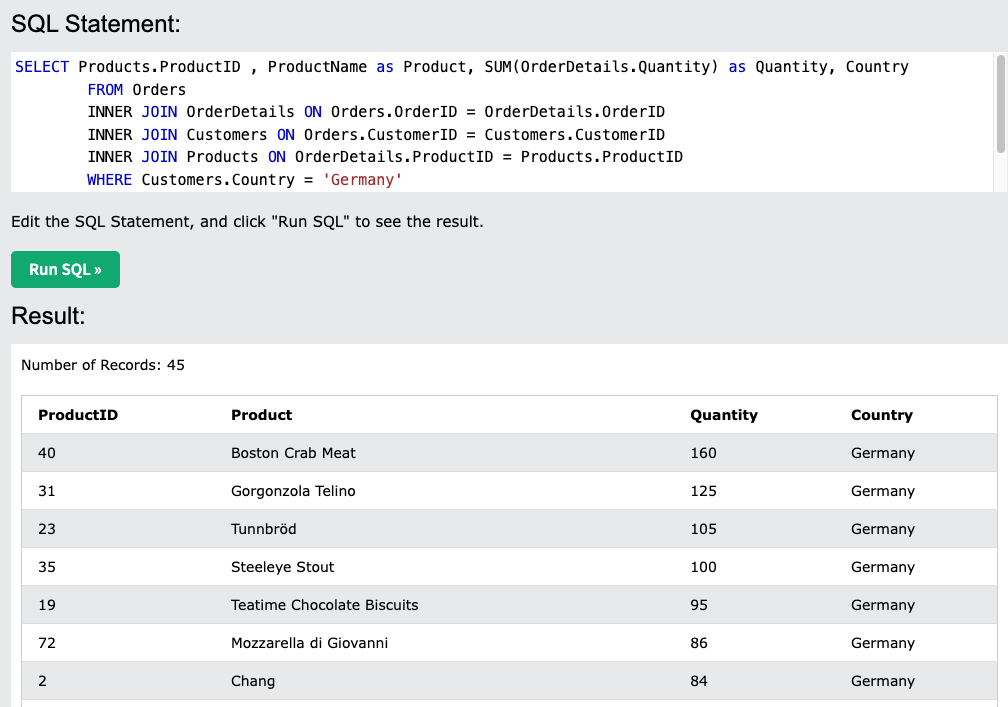 SQL Statement:
SELECT Products.ProductID , ProductName as Product, SUM(OrderDetails.Quantity) as Quantity, Country
FROM Orders
INNER JOIN OrderDetails ON Orders.OrderID = OrderDetails.OrderID
INNER JOIN Customers ON Orders.CustomerID = Customers.CustomerID
INNER JOIN Products ON OrderDetails.ProductID = Products.ProductID
WHERE Customers.Country = 'Germany'
Edit the SQL Statement, and click "Run SQL" to see the result.
Run SQL »
Result:
Number of Records: 45
ProductID Product Quantity Country
40 Boston Crab Meat 160 Germany
31 Gorgonzola Telino 125 Germany
23 Tunnbröd 105 Germany
35 Steeleye Stout 100 Germany
19 Teatime Chocolate Biscuits 95 Germany
72 Mozzarella di Giovanni 86 Germany
2 Chang 84 Germany